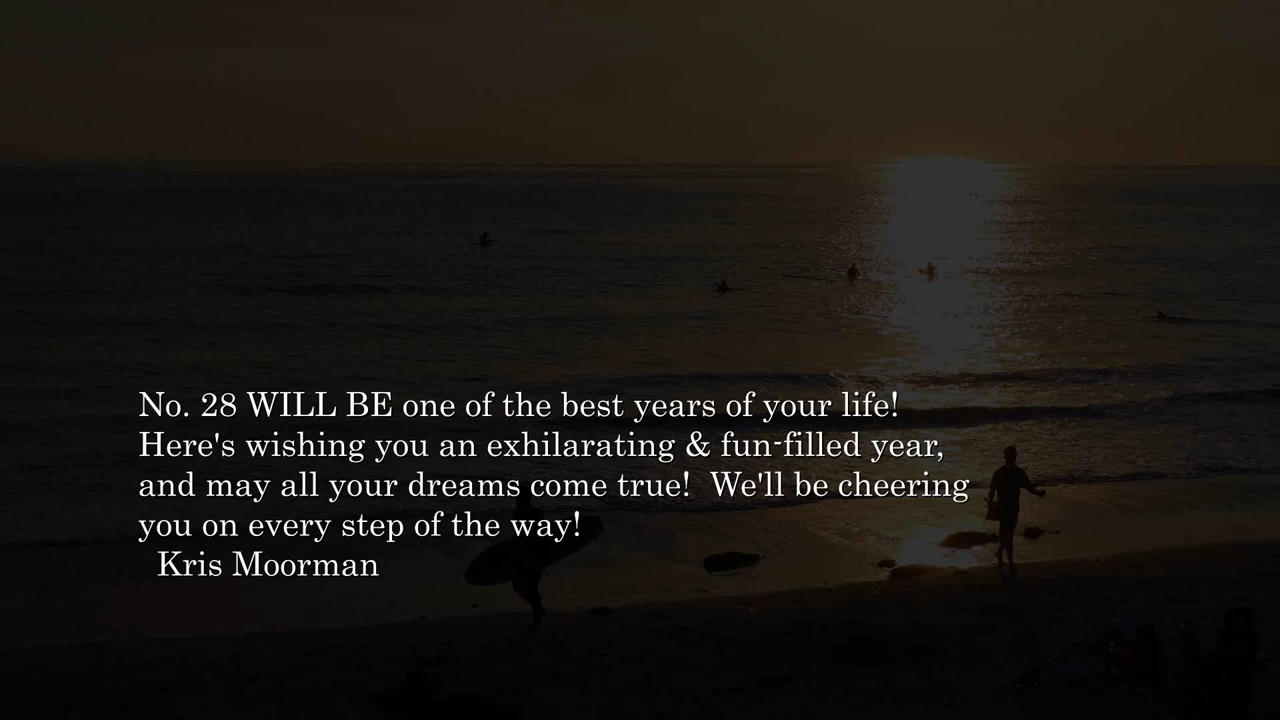 No. 28 WILL BE one of the best years of your life!
Here's wishing you an exhilarating & fun-filled year,
and may all your dreams come true!  We'll be cheering
you on every step of the way!
Kris Moorman